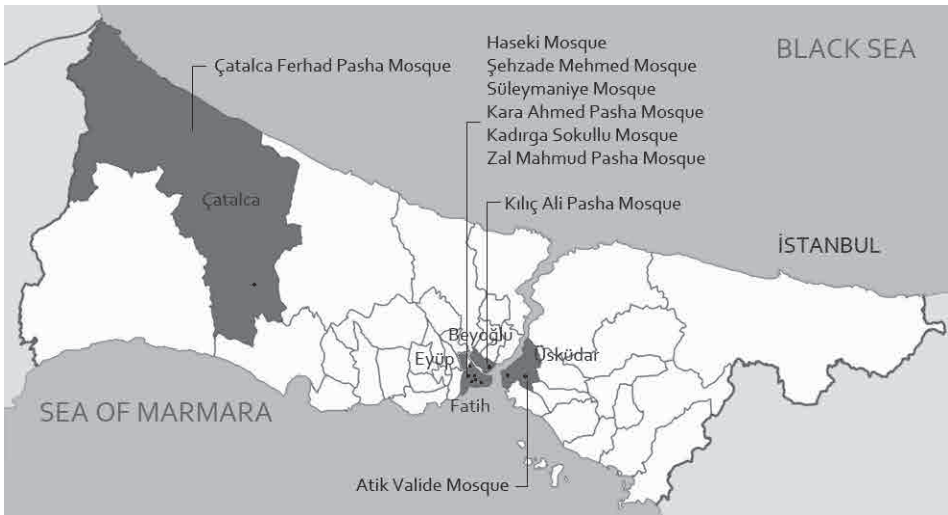 Haseki Mosque
BLACK SEA
Çatalca Ferhad Pasha Mosque
Şehzade Mehmed Mosque
Süleymaniye Mosque
Kara Ahmed Pasha Mosque
Kadırga Sokullu Mosque
Zal Mahmud Pasha Mosque
Çatalca
Kılıç Ali Pasha Mosque
İSTANBUL
Beyoğlu
Eyüp
Üsküdar
SEA OF MARMARA
Fatih
Atik Valide Mosque